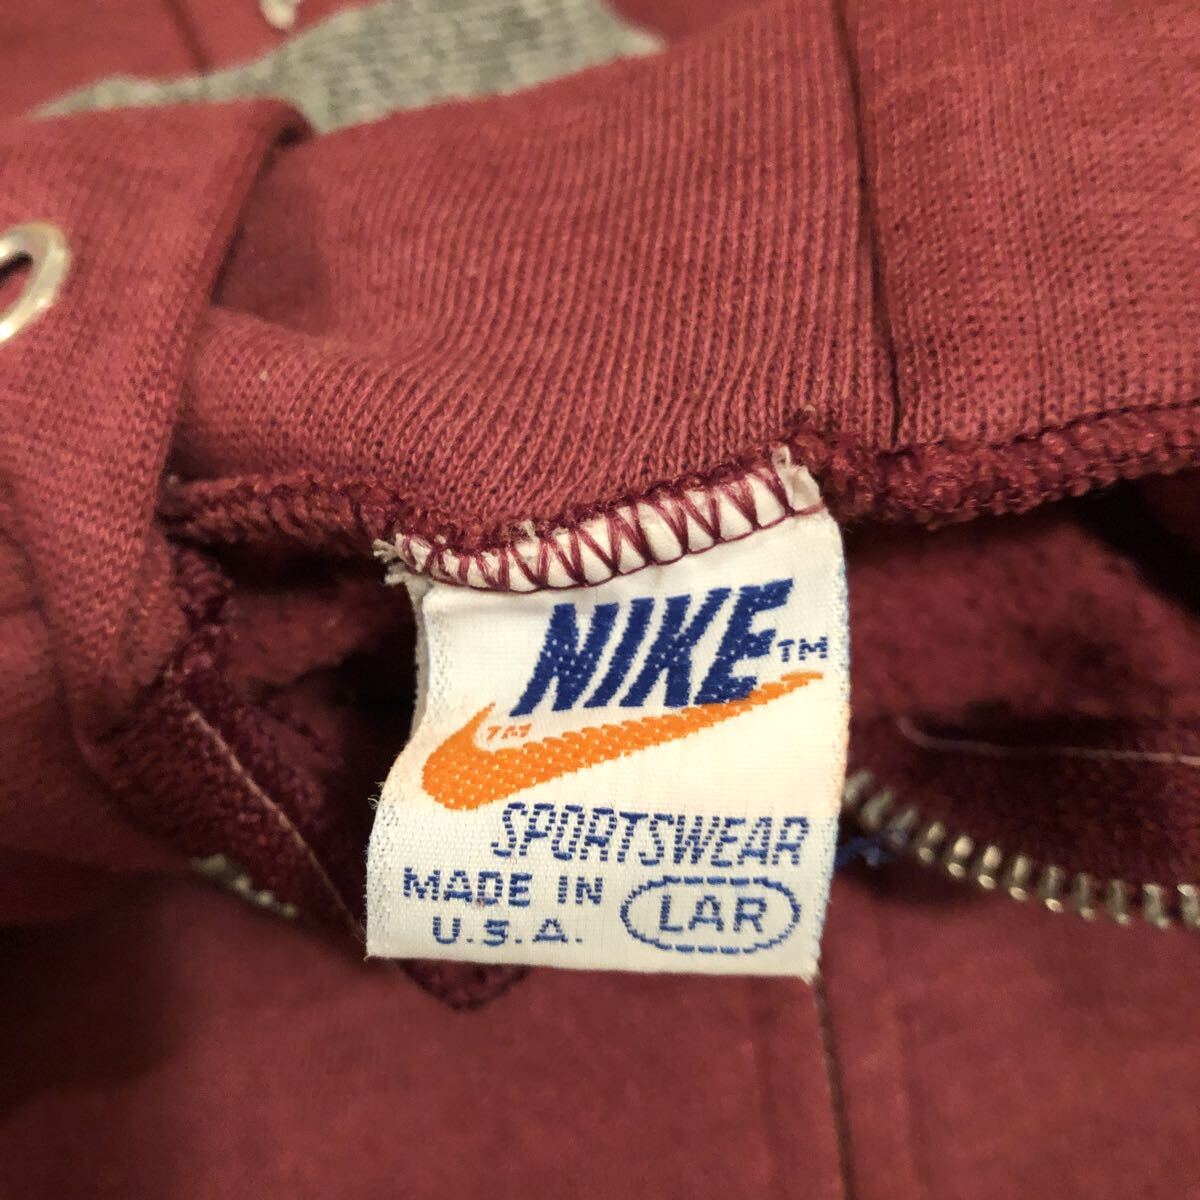 NIKE™
™
SPORTSWEAR
MADE IN
U.S.A.
LAR